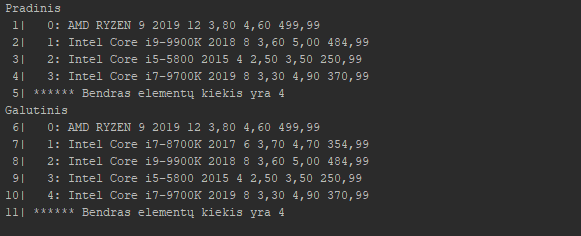 Pradinis
1| 0: AMD RYZEN 9 2019 12 3,80 4,60 499,99
2| 1: Intel Core i9-9900K 2018 8 3,60 5,00 484,99
3| 2: Intel Core i5-5800 2015 4 2,50 3,50 250,99
4| 3: Intel Core i7-9700K 2019 8 3,30 4,90 370,99
5| ****** Bendras elementų kiekis yra 4
Galutinis
6| 0: AMD RYZEN 9 2019 12 3,80 4,60 499,99
7| 1: Intel Core i7-8700K 2017 6 3,70 4,70 354,99
8| 2: Intel Core i9-9900K 2018 8 3,60 5,00 484,99
9| 3: Intel Core i5-5800 2015 4 2,50 3,50 250,99
10| 4: Intel Core i7-9700K 2019 8 3,30 4,90 370,99
11| ****** Bendras elementų kiekis yra 4